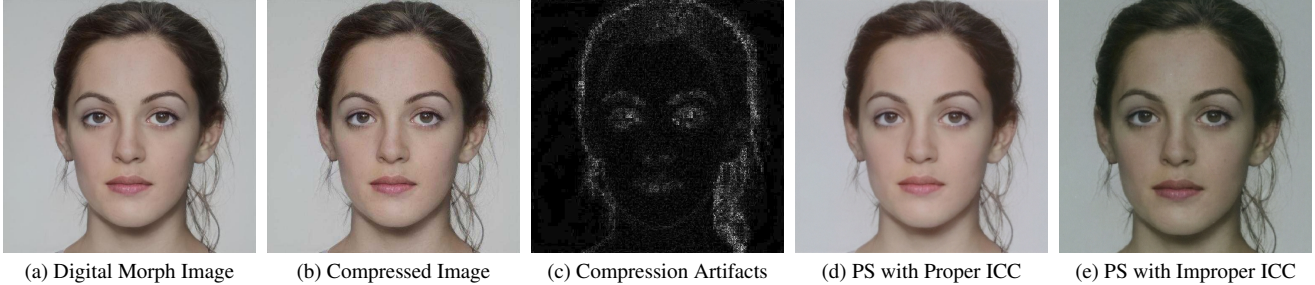 (a) Digital Morph Image
(b) Compressed Image
(c) Compression Artifacts
(d) PS with Proper ICC
(e) PS with Improper ICC